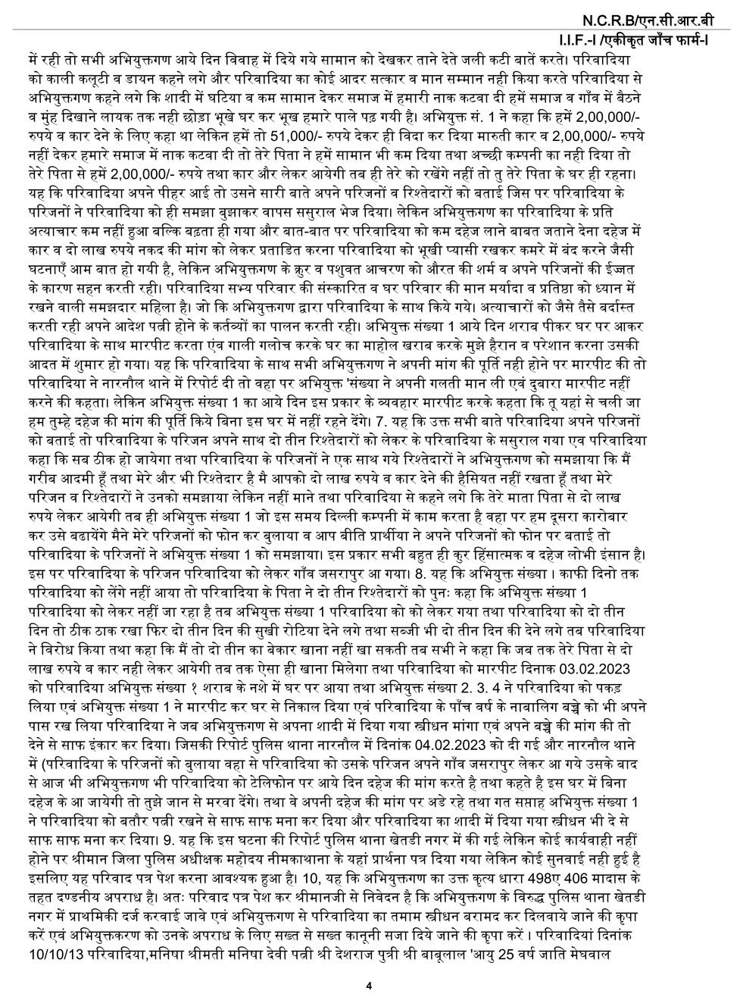 N.C.R.B/एन.सी.आर.बी
I.I.F.-I /एकीकृत जाँच फार्म-I
में रही तो सभी अभियुक्तगण आये दिन विवाह में दिये गये सामान को देखकर ताने देते जली कटी बातें करते। परिवादिया
को काली कलूटी व डायन कहने लगे और परिवादिया का कोई आदर सत्कार व मान सम्मान नही किया करते परिवादिया से
अभियुक्तगण कहने लगे कि शादी में घटिया व कम सामान देकर समाज में हमारी नाक कटवा दी हमें समाज व गाँव में बैठने
व मुंह दिखाने लायक तक नही छोड़ा भूखे घर कर भूख हमारे पाले पढ़ गयी है। अभियुक्त सं. 1 ने कहा कि हमें 2,00,000/-
रुपये व कार देने के लिए कहा था लेकिन हमें तो 51,000/- रुपये देकर ही विदा कर दिया मारुती कार व 2,00,000/- रुपये
नहीं देकर हमारे समाज में नाक कटवा दी तो तेरे पिता ने हमें सामान भी कम दिया तथा अच्छी कम्पनी का नही दिया तो
तेरे पिता से हमें 2,00,000/- रुपये तथा कार और लेकर आयेगी तब ही तेरे को रखेंगे नहीं तो तु तेरे पिता के घर ही रहना।
यह कि परिवादिया अपने पीहर आई तो उसने सारी बाते अपने परिजनों व रिश्तेदारों को बताई जिस पर परिवादिया के
परिजनों ने परिवादिया को ही समझा बुझाकर वापस ससुराल भेज दिया। लेकिन अभियुक्तगण का परिवादिया के प्रति
अत्याचार कम नहीं हुआ बल्कि बढ़ता ही गया और बात-बात पर परिवादिया को कम दहेज लाने बाबत जताने देना दहेज में
कार व दो लाख रुपये नकद की मांग को लेकर प्रताडित करना परिवादिया को भूखी प्यासी रखकर कमरे में बंद करने जैसी
घटनाएँ आम बात हो गयी है, लेकिन अभियुक्तगण के क्रुर व पशुवत आचरण को औरत की शर्म व अपने परिजनों की ईज्जत
के कारण सहन करती रही। परिवादिया सभ्य परिवार की संस्कारित व घर परिवार की मान मर्यादा व प्रतिष्ठा को ध्यान में
रखने वाली समझदार महिला है। जो कि अभियुक्तगण द्वारा परिवादिया के साथ किये गये। अत्याचारों को जैसे तैसे बर्दास्त
करती रही अपने आदेश पत्नी होने के कर्तव्यों का पालन करती रही। अभियुक्त संख्या 1 आये दिन शराब पीकर घर पर आकर
परिवादिया के साथ मारपीट करता एंव गाली गलोच करके घर का माहोल खराब करके मुझे हैरान व परेशान करना उसकी
आदत में शुमार हो गया। यह कि परिवादिया के साथ सभी अभियुक्तगण ने अपनी मांग की पूर्ति नही होने पर मारपीट की तो
परिवादिया ने नारनौल थाने में रिपोर्ट दी तो वहा पर अभियुक्त 'संख्या ने अपनी गलती मान ली एवं दुबारा मारपीट नहीं
करने की कहता। लेकिन अभियुक्त संख्या 1 का आये दिन इस प्रकार के व्यवहार मारपीट करके कहता कि तू यहां से चली जा
हम तुम्हे दहेज की मांग की पूर्ति किये बिना इस घर में नहीं रहने देंगे। 7. यह कि उक्त सभी बाते परिवादिया अपने परिजनों
को बताई तो परिवादिया के परिजन अपने साथ दो तीन रिश्तेदारों को लेकर के परिवादिया के ससुराल गया एव परिवादिया
कहा कि सब ठीक हो जायेगा तथा परिवादिया के परिजनों ने एक साथ गये रिश्तेदारों ने अभियुक्तगण को समझाया कि मैं
गरीब आदमी हूँ तथा मेरे और भी रिश्तेदार है मै आपको दो लाख रुपये व कार देने की हैसियत नहीं रखता हूँ तथा मेरे
परिजन व रिश्तेदारों ने उनको समझाया लेकिन नहीं माने तथा परिवादिया से कहने लगे कि तेरे माता पिता से दो लाख
रुपये लेकर आयेगी तब ही अभियुक्त संख्या 1 जो इस समय दिल्ली कम्पनी में काम करता है वहा पर हम दूसरा कारोबार
कर उसे बढायेंगे मैने मेरे परिजनों को फोन कर बुलाया व आप बीति प्रार्थीया ने अपने परिजनों को फोन पर बताई तो
परिवादिया के परिजनों ने अभियुक्त संख्या 1 को समझाया। इस प्रकार सभी बहुत ही कुर हिंसात्मक व दहेज लोभी इंसान है।
इस पर परिवादिया के परिजन परिवादिया को लेकर गाँव जसरापुर आ गया। 8. यह कि अभियुक्त संख्या । काफी दिनो तक
परिवादिया को लेंगे नहीं आया तो परिवादिया के पिता ने दो तीन रिश्तेदारों को पुनः कहा कि अभियुक्त संख्या 1
परिवादिया को लेकर नहीं जा रहा है तब अभियुक्त संख्या 1 परिवादिया को को लेकर गया तथा परिवादिया को दो तीन
दिन तो ठीक ठाक रखा फिर दो तीन दिन की सुखी रोटिया देने लगे तथा सब्जी भी दो तीन दिन की देने लगे तब परिवादिया
ने विरोध किया तथा कहा कि मैं तो दो तीन का बेकार खाना नहीं खा सकती तब सभी ने कहा कि जब तक तेरे पिता से दो
लाख रुपये व कार नही लेकर आयेगी तब तक ऐसा ही खाना मिलेगा तथा परिवादिया को मारपीट दिनाक 03.02.2023
को परिवादिया अभियुक्त संख्या १ शराब के नशे में घर पर आया तथा अभियुक्त संख्या 2. 3. 4 ने परिवादिया को पकड़
लिया एवं अभियुक्त संख्या 1 ने मारपीट कर घर से निकाल दिया एवं परिवादिया के पाँच वर्ष के नाबालिग बच्चे को भी अपने
पास रख लिया परिवादिया ने जब अभियुक्तगण से अपना शादी में दिया गया स्त्रीधन मांगा एवं अपने बच्चे की मांग की तो
देने से साफ इंकार कर दिया। जिसकी रिपोर्ट पुलिस थाना नारनौल में दिनांक 04.02.2023 को दी गई और नारनौल थाने
में (परिवादिया के परिजनों को बुलाया वहा से परिवादिया को उसके परिजन अपने गाँव जसरापुर लेकर आ गये उसके बाद
से आज भी अभियुक्तगण भी परिवादिया को टेलिफोन पर आये दिन दहेज की मांग करते है तथा कहते है इस घर में बिना
दहेज के आ जायेगी तो तुझे जान से मरवा देंगे। तथा वे अपनी दहेज की मांग पर अडे रहे तथा गत सप्ताह अभियुक्त संख्या 1
ने परिवादिया को बतौर पत्नी रखने से साफ साफ मना कर दिया और परिवादिया का शादी में दिया गया स्त्रीधन भी दे से
साफ साफ मना कर दिया। 9. यह कि इस घटना की रिपोर्ट पुलिस थाना खेतडी नगर में की गई लेकिन कोई कार्यवाही नहीं
होने पर श्रीमान जिला पुलिस अधीक्षक महोदय नीमकाथाना के यहां प्रार्थना पत्र दिया गया लेकिन कोई सुनवाई नही हुई है
इसलिए यह परिवाद पत्र पेश करना आवश्यक हुआ है। 10, यह कि अभियुक्तगण का उक्त कृत्य धारा 498ए 406 मादास के
तहत दण्डनीय अपराध है। अतः परिवाद पत्र पेश कर श्रीमानजी से निवेदन है कि अभियुक्तगण के विरुद्ध पुलिस थाना खेतडी
नगर में प्राथमिकी दर्ज करवाई जावे एवं अभियुक्तगण से परिवादिया का तमाम स्त्रीधन बरामद कर दिलवाये जाने की कृपा
करें एवं अभियुक्तकरण को उनके अपराध के लिए सख्त से सख्त कानूनी सजा दिये जाने की कृपा करें । परिवादियां दिनांक
10/10/13 परिवादिया,मनिषा श्रीमती मनिषा देवी पत्नी श्री देशराज पुत्री श्री बाबूलाल 'आयु 25 वर्ष जाति मेघवाल
4